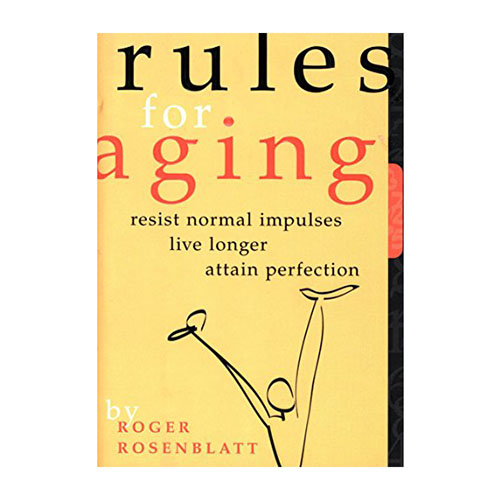 rules
for
aging
resist normal impulses
live longer
attain perfection
by
ROGER
ROSENBLATT